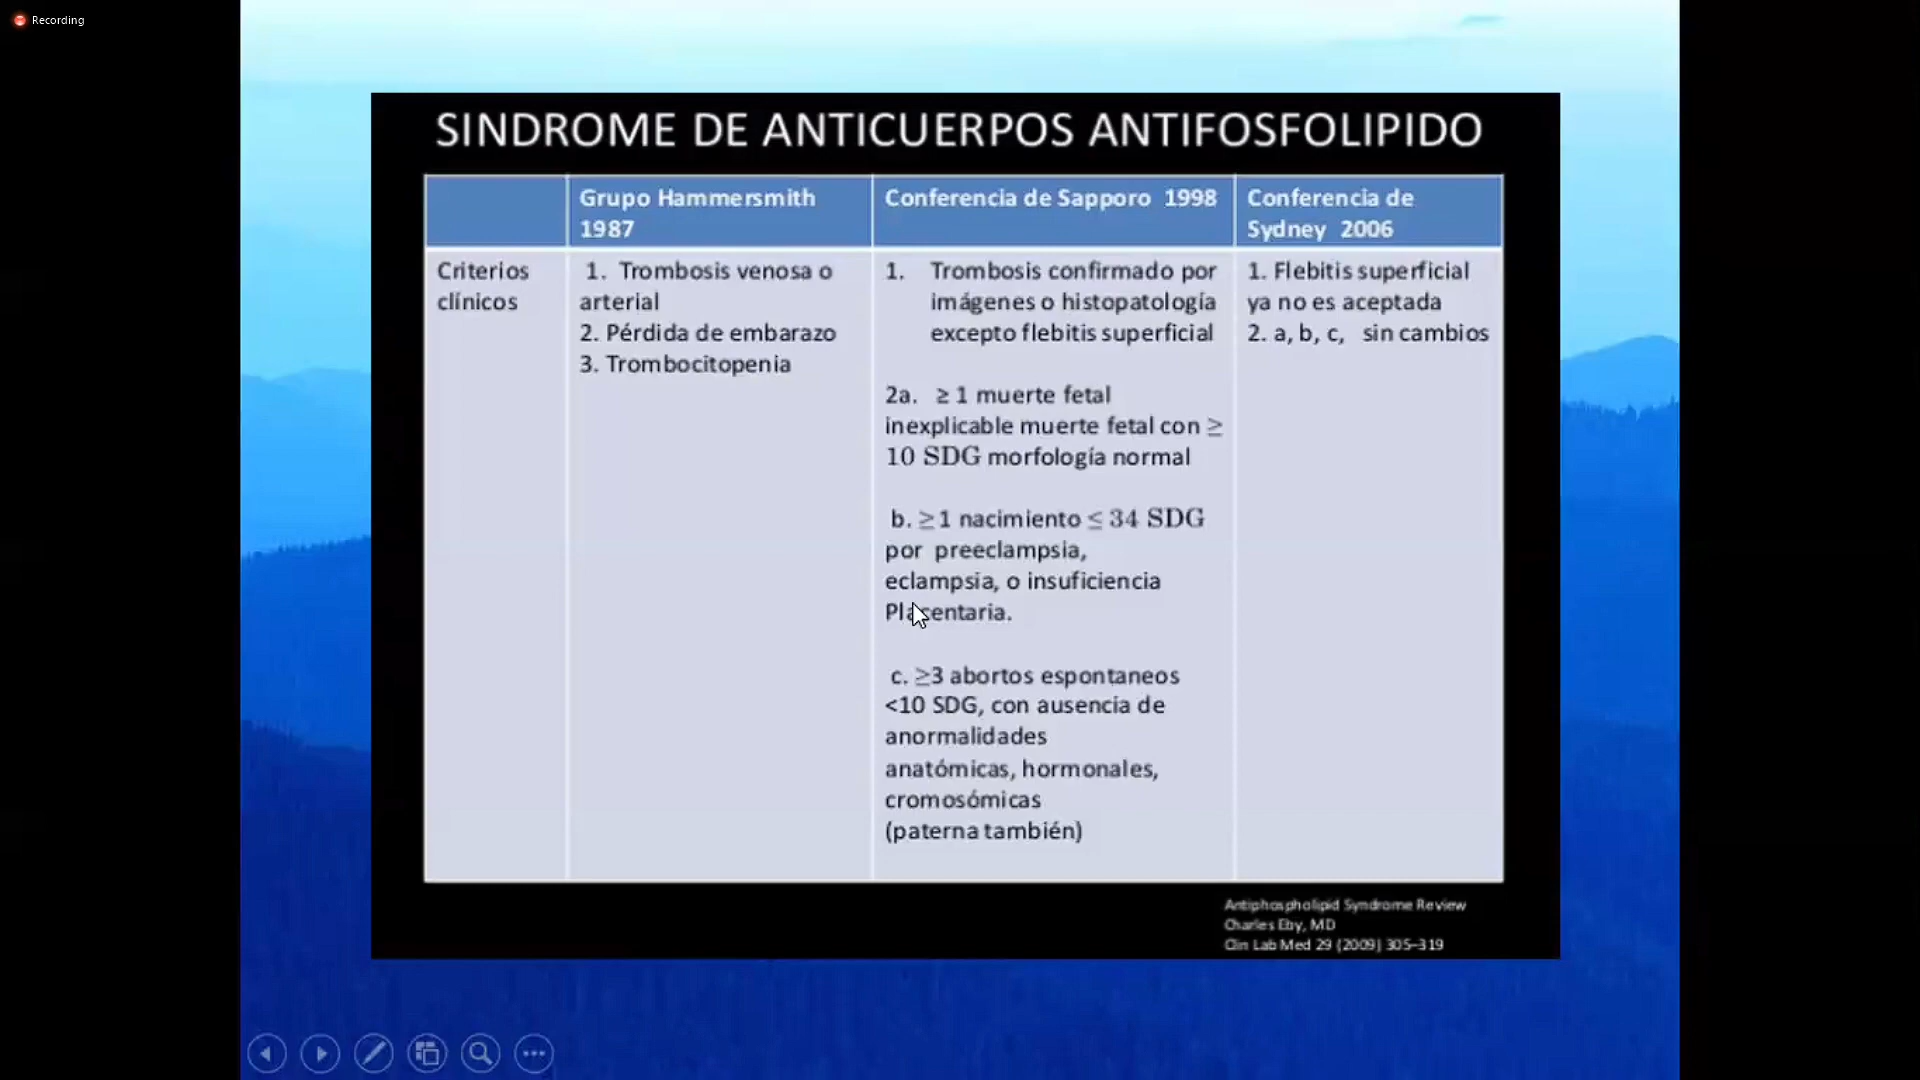 Recording
SINDROME DE ANTICUERPOS ANTIFOSFOLIPIDO
Grupo Hammersmith
1987
Conferencia de Sapporo 1998
Conferencia de
Sydney 2006
Criterios
clínicos
1. Trombosis venosa o
arterial
2. Pérdida de embarazo
3. Trombocitopenia
1. Trombosis confirmado por
imágenes o histopatología
excepto flebitis superficial
2a. ≥ 1 muerte fetal
inexplicable muerte fetal con ≥
10 SDG morfología normal
b. ≥1 nacimiento ≤ 34 SDG
por preeclampsia,
eclampsia, o insuficiencia
Placentaria.
c. ≥3 abortos espontaneos
<10 SDG, con ausencia de
anormalidades
anatómicas, hormonales,
cromosómicas
(paterna también)
1. Flebitis superficial
ya no es aceptada
2. a, b, c, sin cambios
Antiphospholipid Syndrome Review
Charles Eby, MD
Clin Lab Med 29 (2009) 305–319